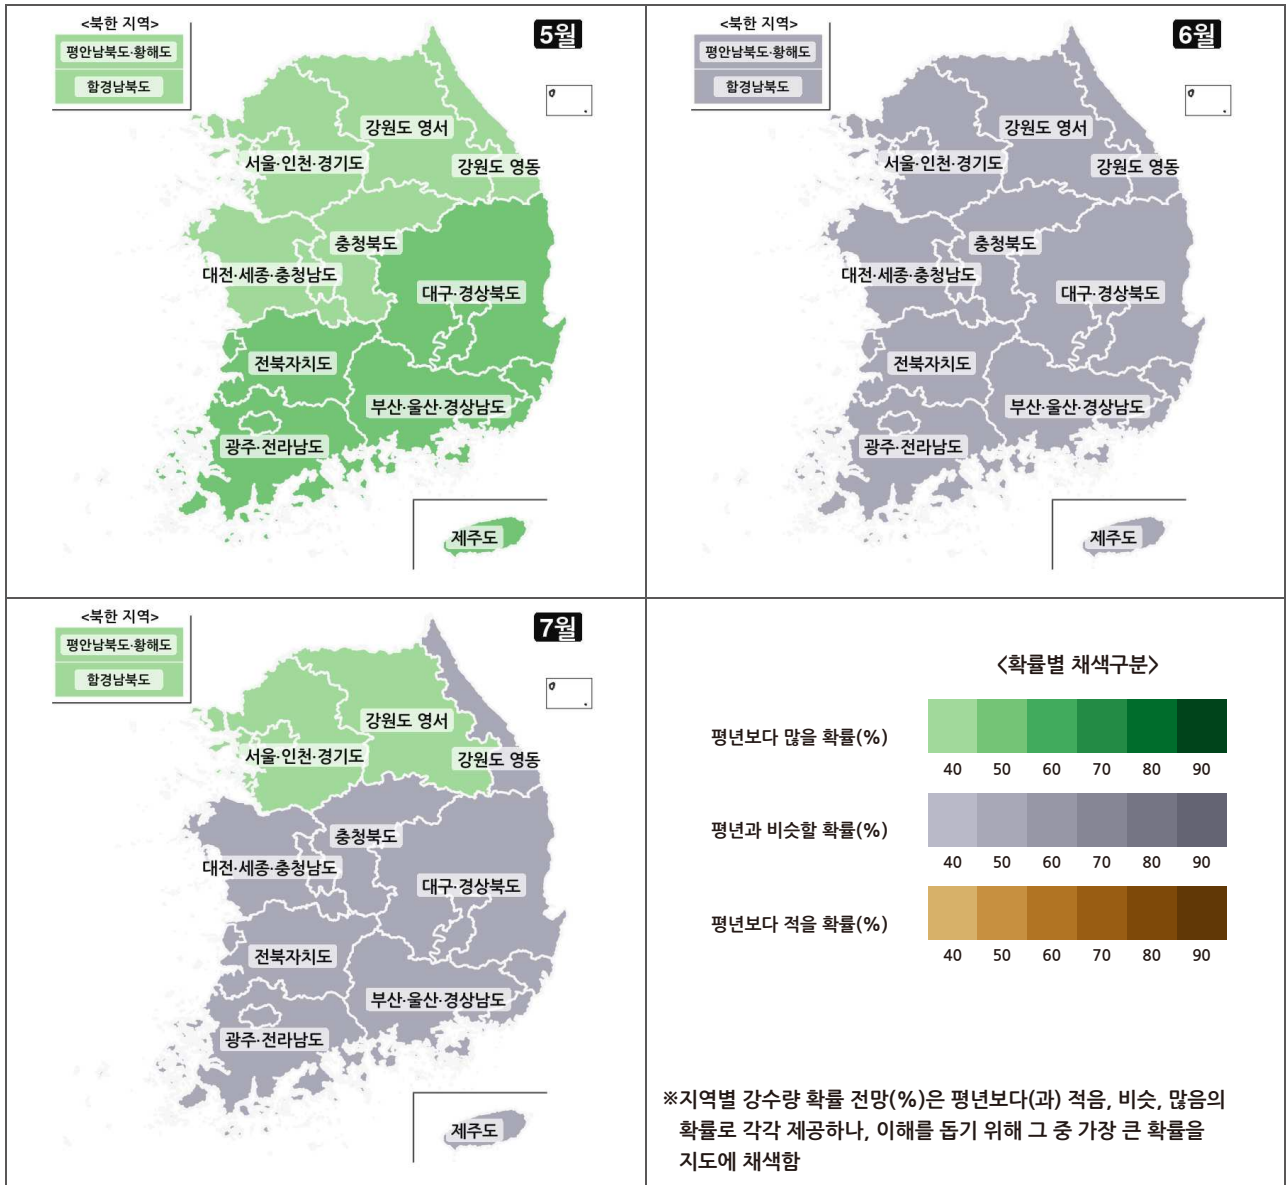 <북한 지역>
평안남북도·황해도
함경남북도
5월
강원도 영서
서울·인천·경기도
강원도 영동
충청북도
대전·세종·충청남도
대구·경상북도
전북자치도
부산·울산·경상남도
광주·전라남도
제주도
<북한 지역>
평안남북도·황해도
함경남북도
6월
강원도 영서
서울·인천·경기도
강원도 영동
충청북도
대전·세종·충청남도
대구·경상북도
전북자치도
부산·울산·경상남도
광주·전라남도
제주도
<북한 지역>
평안남북도·황해도
함경남북도
7월
강원도 영서
서울·인천·경기도
강원도 영동
충청북도
대전·세종·충청남도
대구·경상북도
전북자치도
부산·울산·경상남도
광주·전라남도
제주도
<확률별 채색구분>
평년보다 많을 확률(%)
40 50 60 70 80 90
평년과 비슷할 확률(%)
40 50 60 70 80 90
평년보다 적을 확률(%)
40 50 60 70 80 90
※지역별 강수량 확률 전망(%)은 평년보다(과) 적음, 비슷, 많음의
확률로 각각 제공하나, 이해를 돕기 위해 그 중 가장 큰 확률을
지도에 채색함